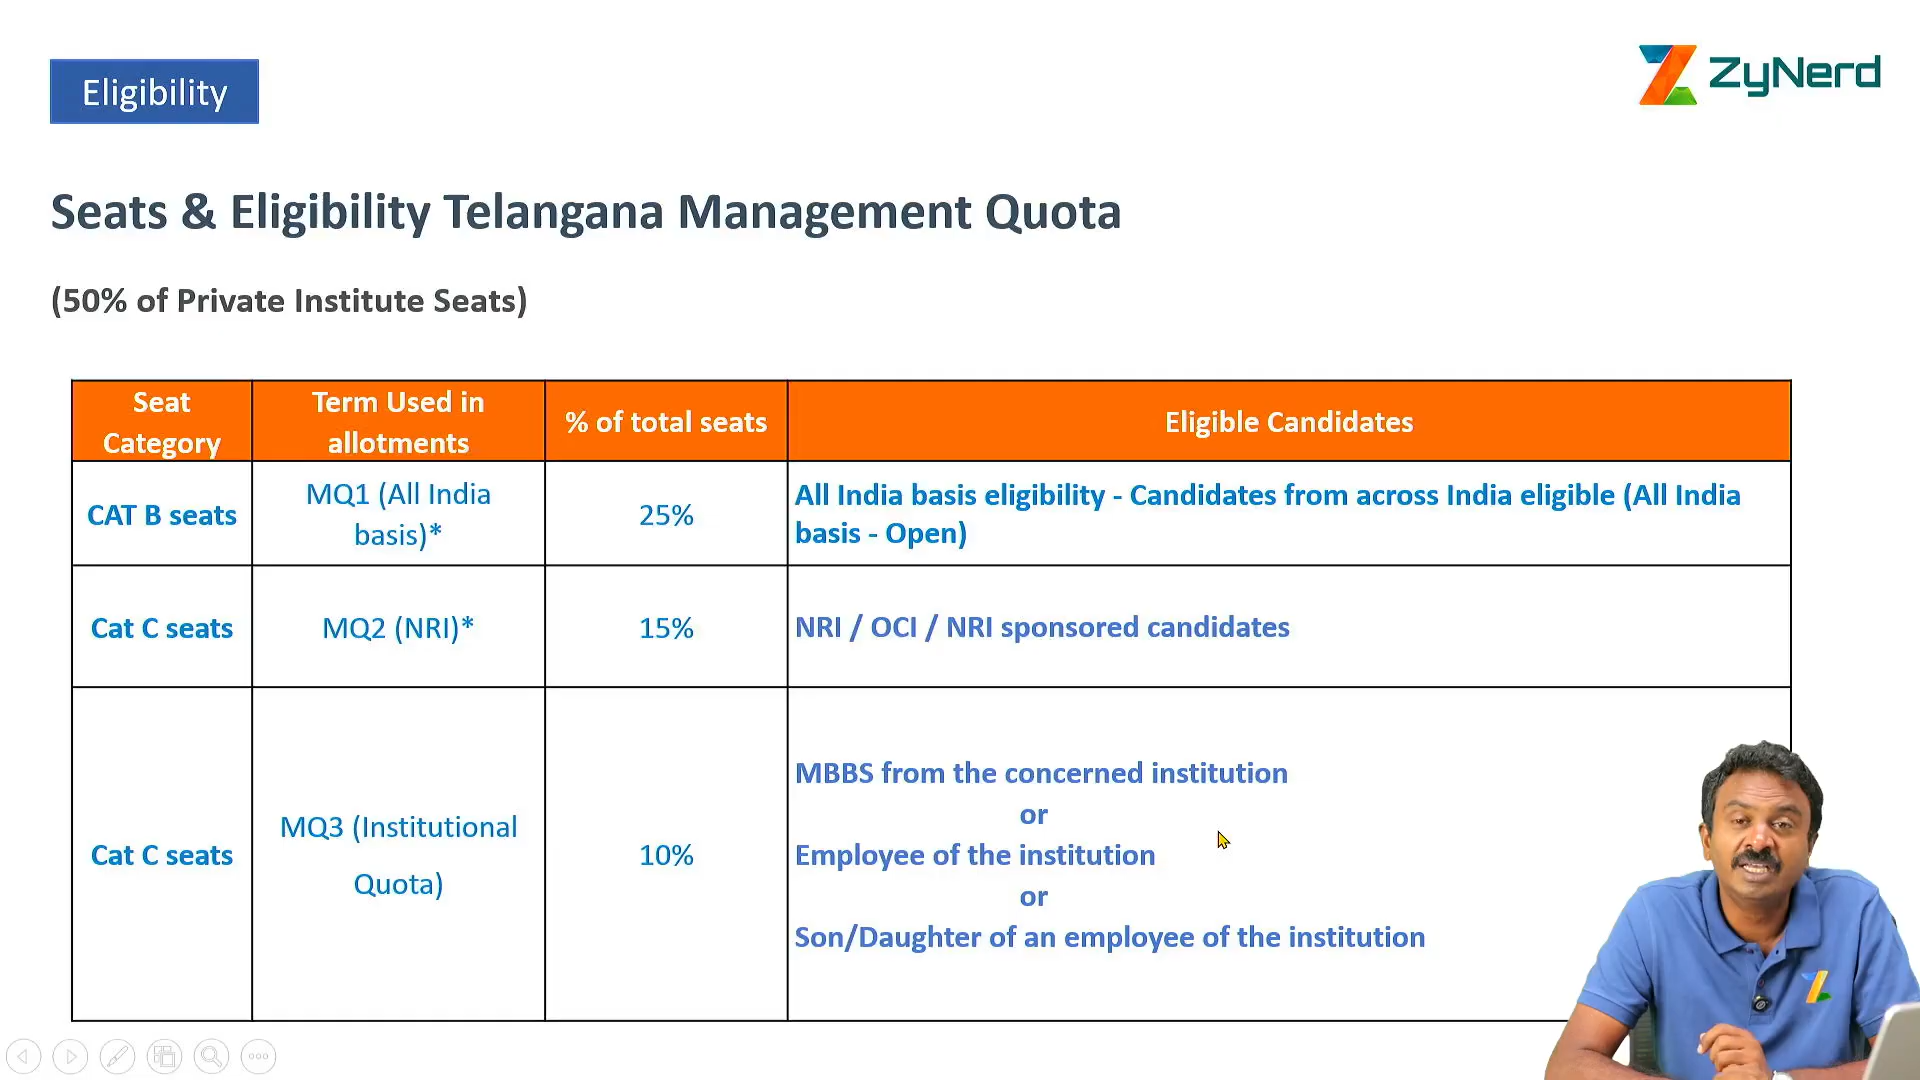 Eligibility
ZyNerd
Seats & Eligibility Telangana Management Quota
(50% of Private Institute Seats)
Seat
Category
Term Used in
allotments
% of total seats
Eligible Candidates
CAT B seats
MQ1 (All India
basis)*
25%
All India basis eligibility - Candidates from across India eligible (All India
basis - Open)
Cat C seats
MQ2 (NRI)*
15%
NRI / OCI / NRI sponsored candidates
Cat C seats
MQ3 (Institutional
Quota)
10%
MBBS from the concerned institution
or
Employee of the institution
or
Son/Daughter of an employee of the institution